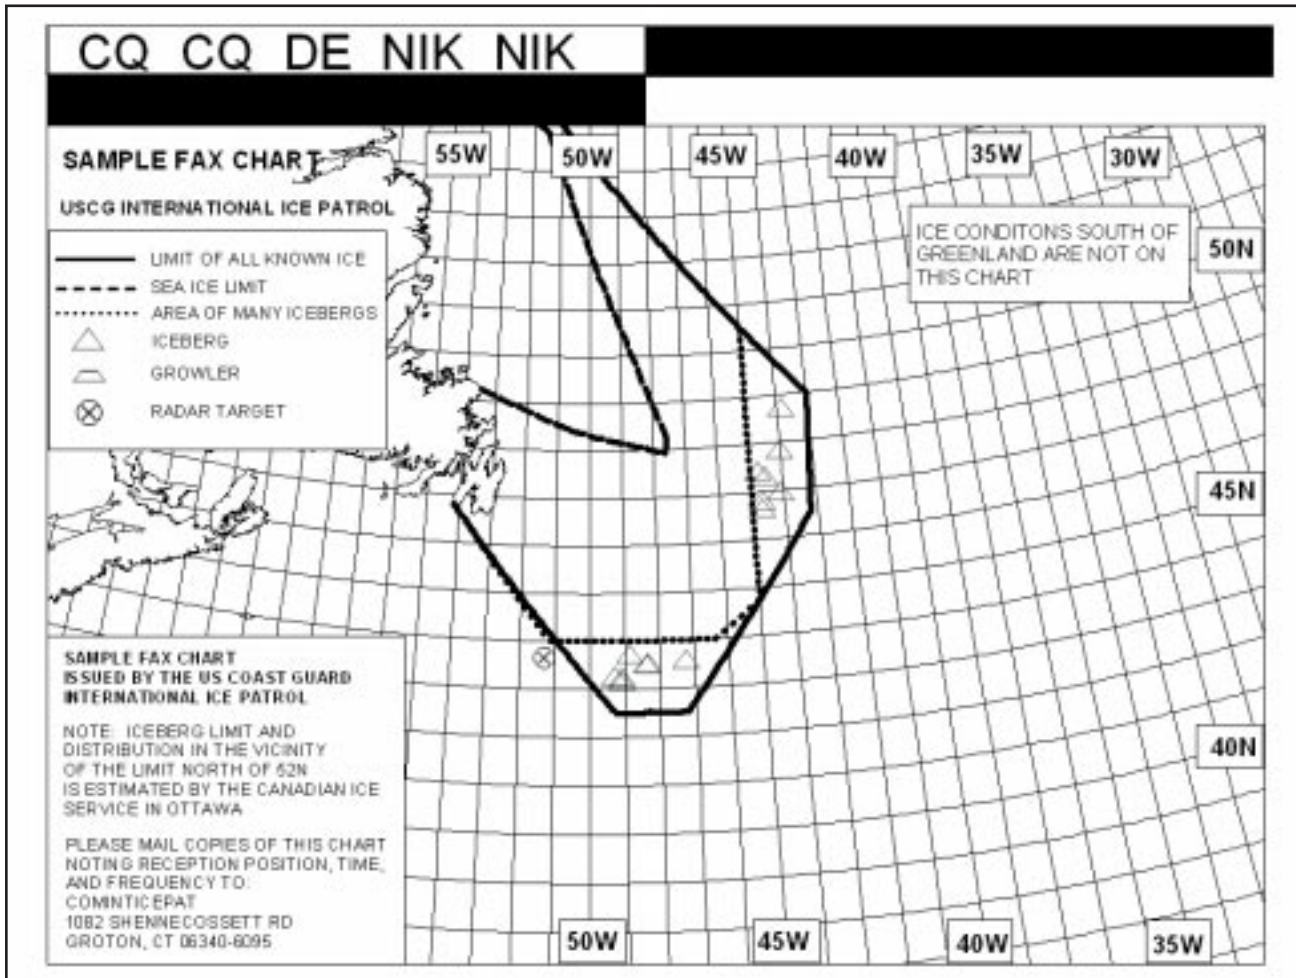 CQ CQ DE NIK NIK
SAMPLE FAX CHART
USCG INTERNATIONAL ICE PATROL
LIMIT OF ALL KNOWN ICE
SEA ICE LIMIT
AREA OF MANY ICEBERGS
ICEBERG
GROWLER
RADAR TARGET
55W 50W 45W 40W 35W 30W
ICE CONDITONS SOUTH OF
GREENLAND ARE NOT ON
THIS CHART
50N
45N
40N
SAMPLE FAX CHART
ISSUED BY THE US COAST GUARD
INTERNATIONAL ICE PATROL
NOTE: ICEBERG LIMIT AND
DISTRIBUTION IN THE VICINITY
OF THE LIMIT NORTH OF 52N
IS ESTIMATED BY THE CANADIAN ICE
SERVICE IN OTTAWA
PLEASE MAIL COPIES OF THIS CHART
NOTING RECEPTION POSITION, TIME,
AND FREQUENCY TO:
COMINTICEPAT
1082 SHENNECOSSETT RD
GROTON, CT 06340-6095
50W 45W 40W 35W